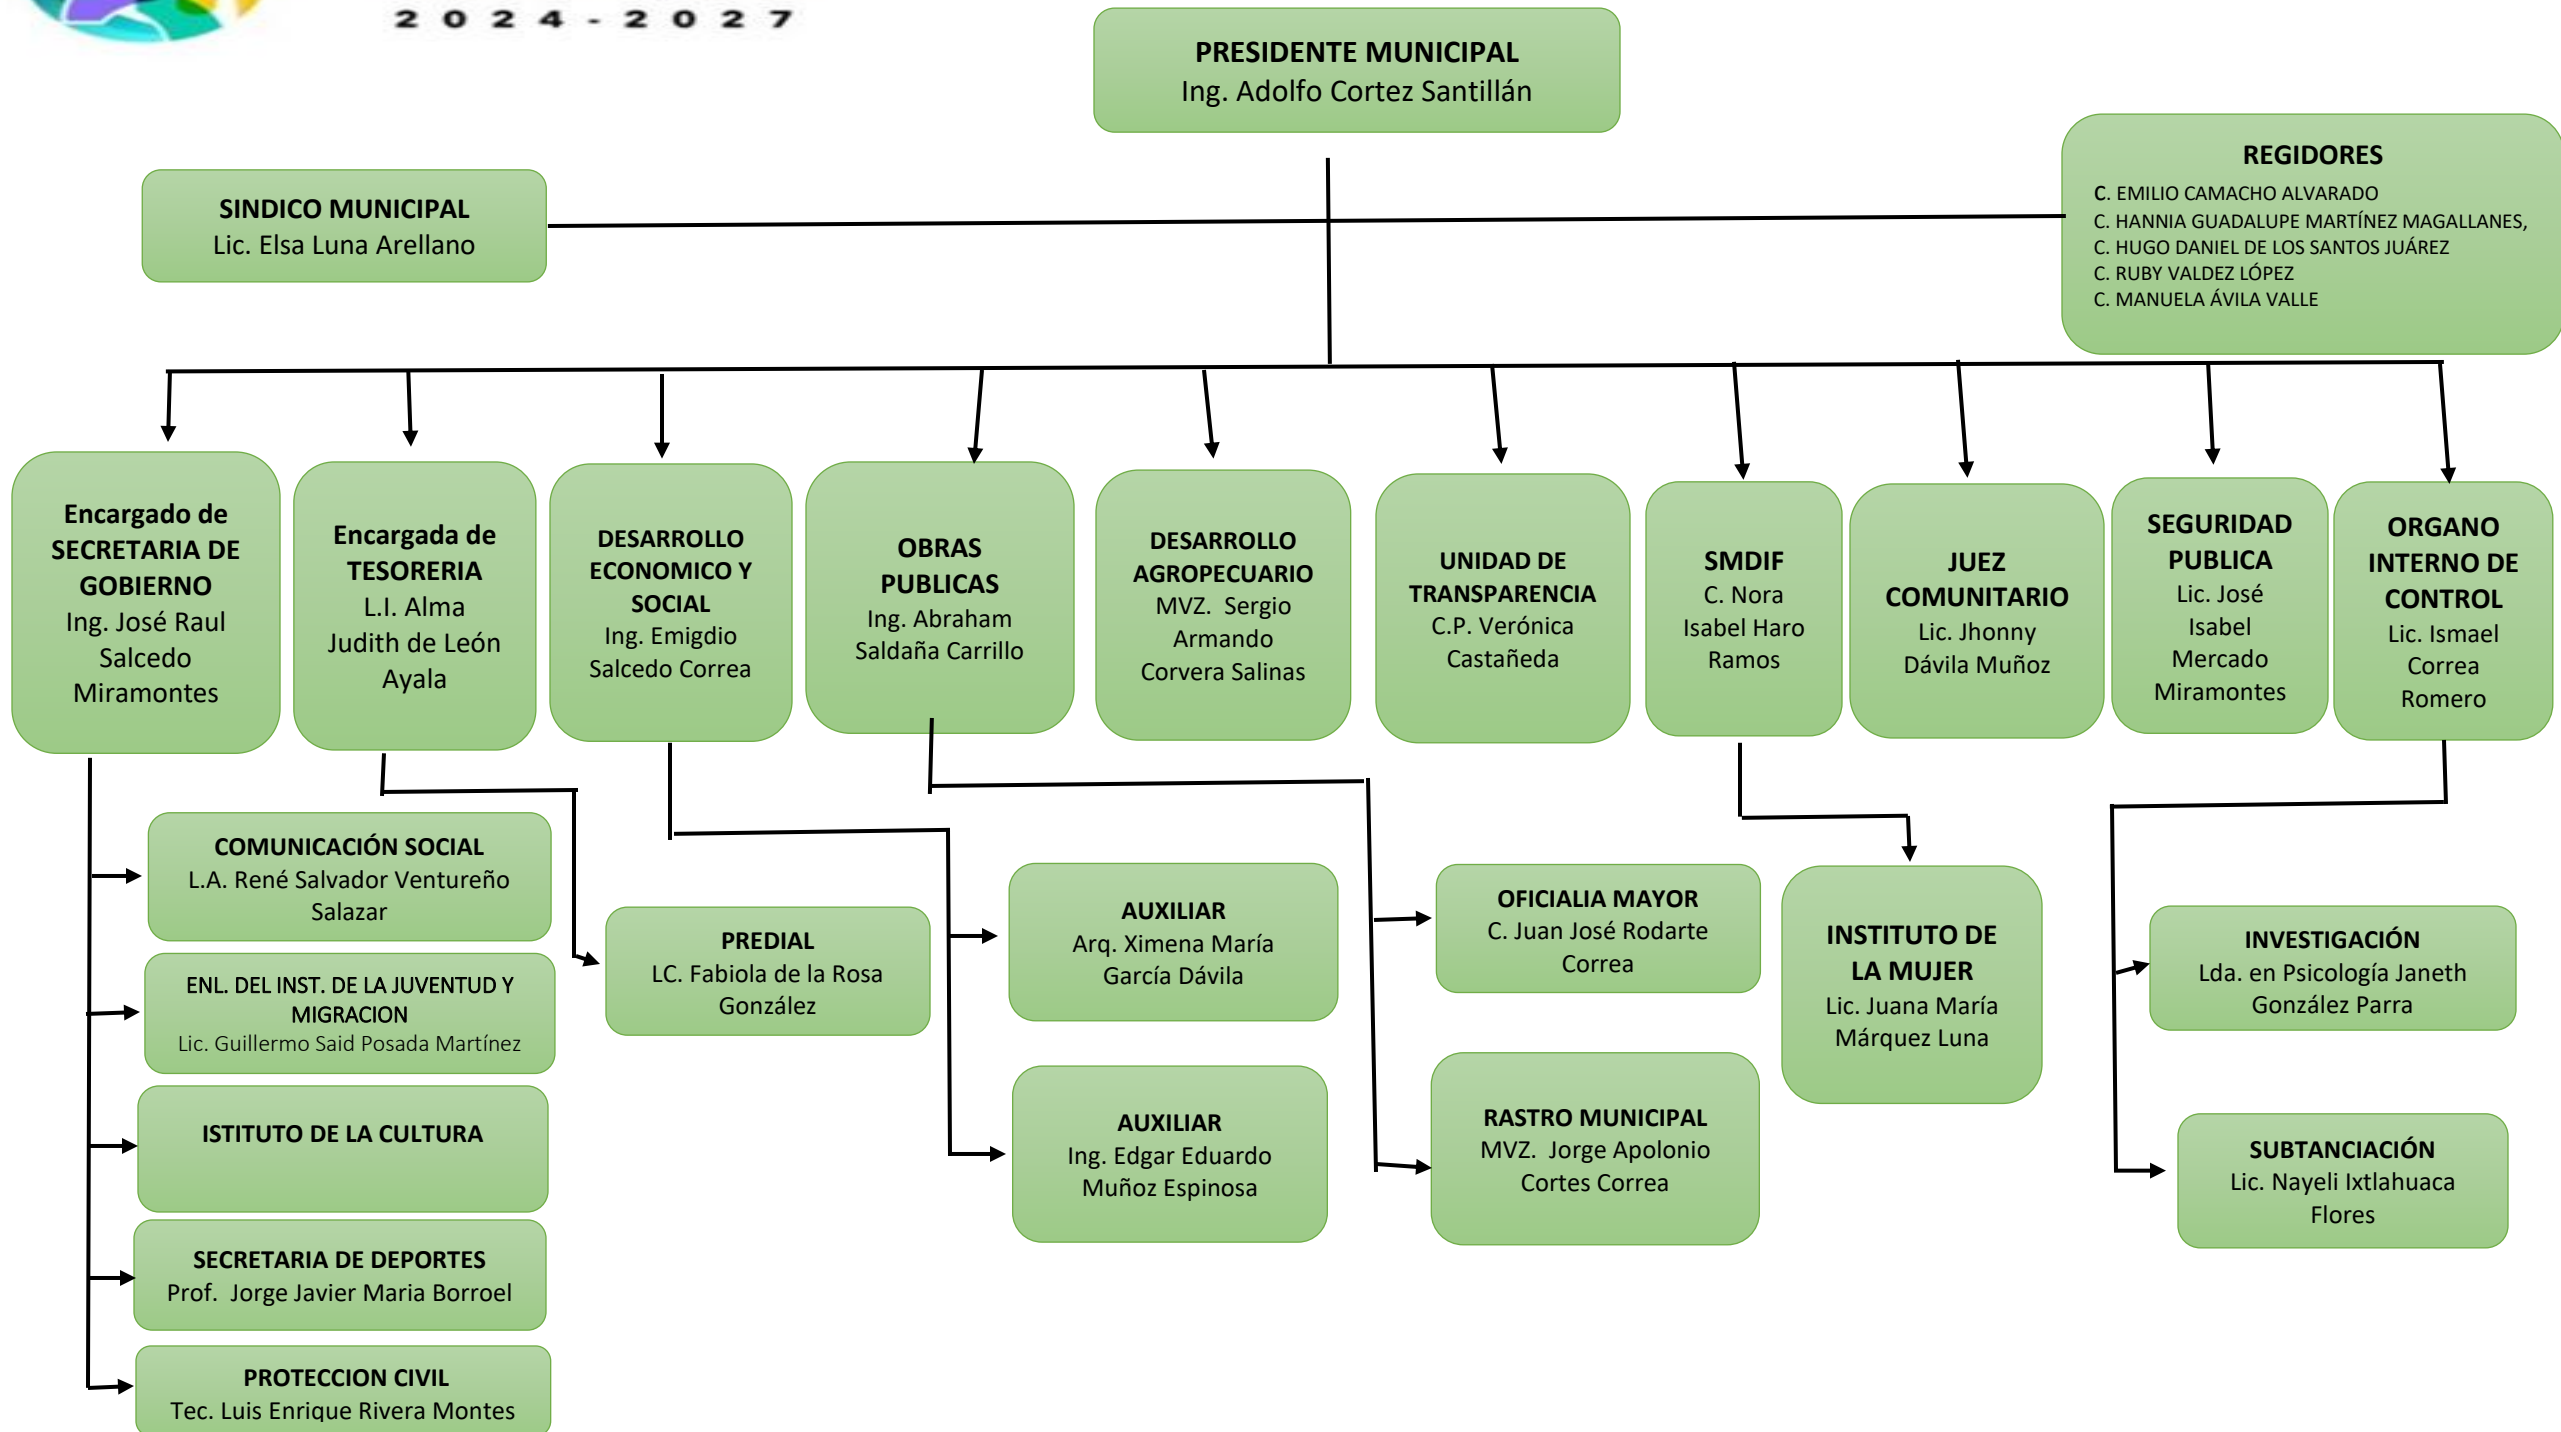 2024-2027
PRESIDENTE MUNICIPAL
Ing. Adolfo Cortez Santillán
SINDICO MUNICIPAL
Lic. Elsa Luna Arellano
REGIDORES
C. EMILIO CAMACHO ALVARADO
C. HANNIA GUADALUPE MARTÍNEZ MAGALLANES,
C. HUGO DANIEL DE LOS SANTOS JUÁREZ
C. RUBY VALDEZ LÓPEZ
C. MANUELA ÁVILA VALLE
Encargado de
SECRETARIA DE
GOBIERNO
Ing. José Raul
Salcedo
Miramontes
Encargada de
TESORERIA
L.I. Alma
Judith de León
Ayala
DESARROLLO
ECONOMICO Y
SOCIAL
Ing. Emigdio
Salcedo Correa
OBRAS
PUBLICAS
Ing. Abraham
Saldaña Carrillo
DESARROLLO
AGROPECUARIO
MVZ. Sergio
Armando
Corvera Salinas
UNIDAD DE
TRANSPARENCIA
C.P. Verónica
Castañeda
SMDIF
C. Nora
Isabel Haro
Ramos
JUEZ
COMUNITARIO
Lic. Jhonny
Dávila Muñoz
SEGURIDAD
PUBLICA
Lic. José
Isabel
Mercado
Miramontes
ORGANO
INTERNO DE
CONTROL
Lic. Ismael
Correa
Romero
COMUNICACIÓN SOCIAL
L.A. René Salvador Ventureño
Salazar
ENL. DEL INST. DE LA JUVENTUD Y
MIGRACION
Lic. Guillermo Said Posada Martínez
ISTITUTO DE LA CULTURA
SECRETARIA DE DEPORTES
Prof. Jorge Javier Maria Borroel
PROTECCION CIVIL
Tec. Luis Enrique Rivera Montes
PREDIAL
LC. Fabiola de la Rosa
González
AUXILIAR
Arq. Ximena María
García Dávila
AUXILIAR
Ing. Edgar Eduardo
Muñoz Espinosa
OFICIALIA MAYOR
C. Juan José Rodarte
Correa
RASTRO MUNICIPAL
MVZ. Jorge Apolonio
Cortes Correa
INSTITUTO DE
LA MUJER
Lic. Juana María
Márquez Luna
INVESTIGACIÓN
Lda. en Psicología Janeth
González Parra
SUBTANCIACIÓN
Lic. Nayeli Ixtlahuaca
Flores